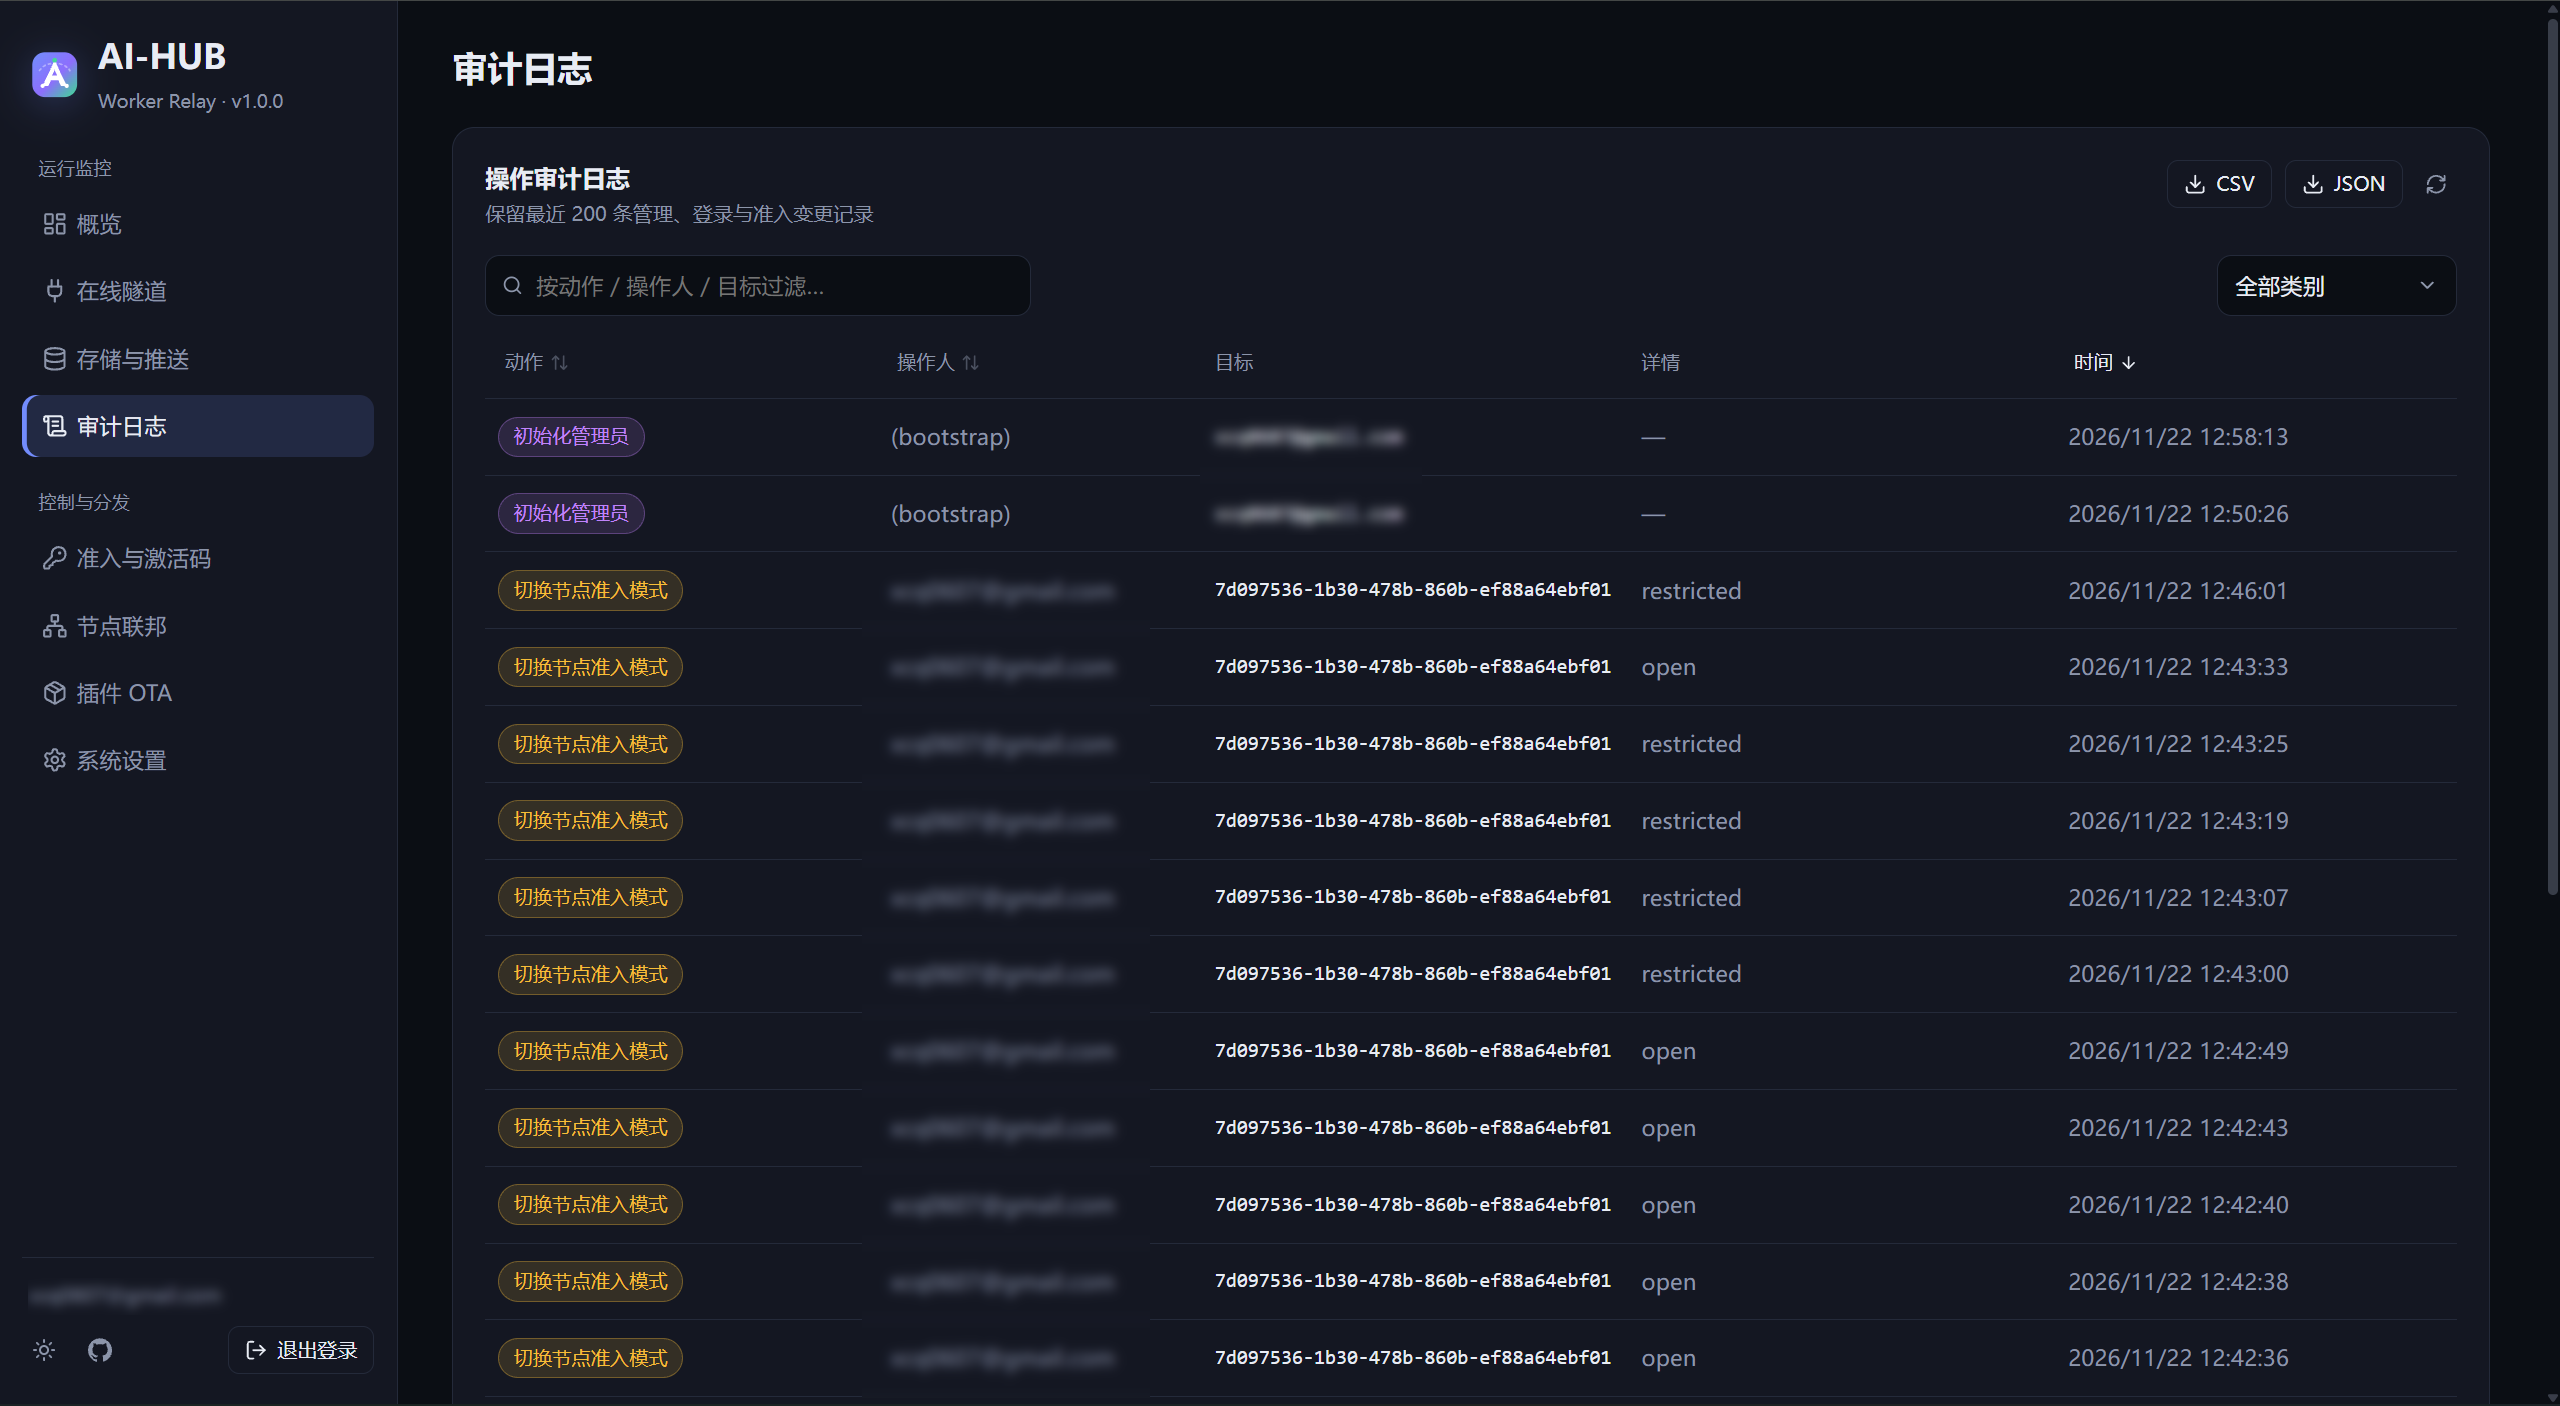 AI-HUB
Worker Relay · v1.0.0
运行监控
概览
在线隧道
存储与推送
审计日志
控制与分发
准入与激活码
节点联邦
插件 OTA
系统设置
退出登录
审计日志
操作审计日志
保留最近 200 条管理、登录与准入变更记录
CSV
JSON
按动作 / 操作人 / 目标过滤...
全部类别
动作 操作人 目标 详情 时间
初始化管理员 (bootstrap) — 2026/11/22 12:58:13
初始化管理员 (bootstrap) — 2026/11/22 12:50:26
切换节点准入模式 7d097536-1b30-478b-860b-ef88a64ebf01 restricted 2026/11/22 12:46:01
切换节点准入模式 7d097536-1b30-478b-860b-ef88a64ebf01 open 2026/11/22 12:43:33
切换节点准入模式 7d097536-1b30-478b-860b-ef88a64ebf01 restricted 2026/11/22 12:43:25
切换节点准入模式 7d097536-1b30-478b-860b-ef88a64ebf01 restricted 2026/11/22 12:43:19
切换节点准入模式 7d097536-1b30-478b-860b-ef88a64ebf01 restricted 2026/11/22 12:43:07
切换节点准入模式 7d097536-1b30-478b-860b-ef88a64ebf01 restricted 2026/11/22 12:43:00
切换节点准入模式 7d097536-1b30-478b-860b-ef88a64ebf01 open 2026/11/22 12:42:49
切换节点准入模式 7d097536-1b30-478b-860b-ef88a64ebf01 open 2026/11/22 12:42:43
切换节点准入模式 7d097536-1b30-478b-860b-ef88a64ebf01 open 2026/11/22 12:42:40
切换节点准入模式 7d097536-1b30-478b-860b-ef88a64ebf01 open 2026/11/22 12:42:38
切换节点准入模式 7d097536-1b30-478b-860b-ef88a64ebf01 open 2026/11/22 12:42:36